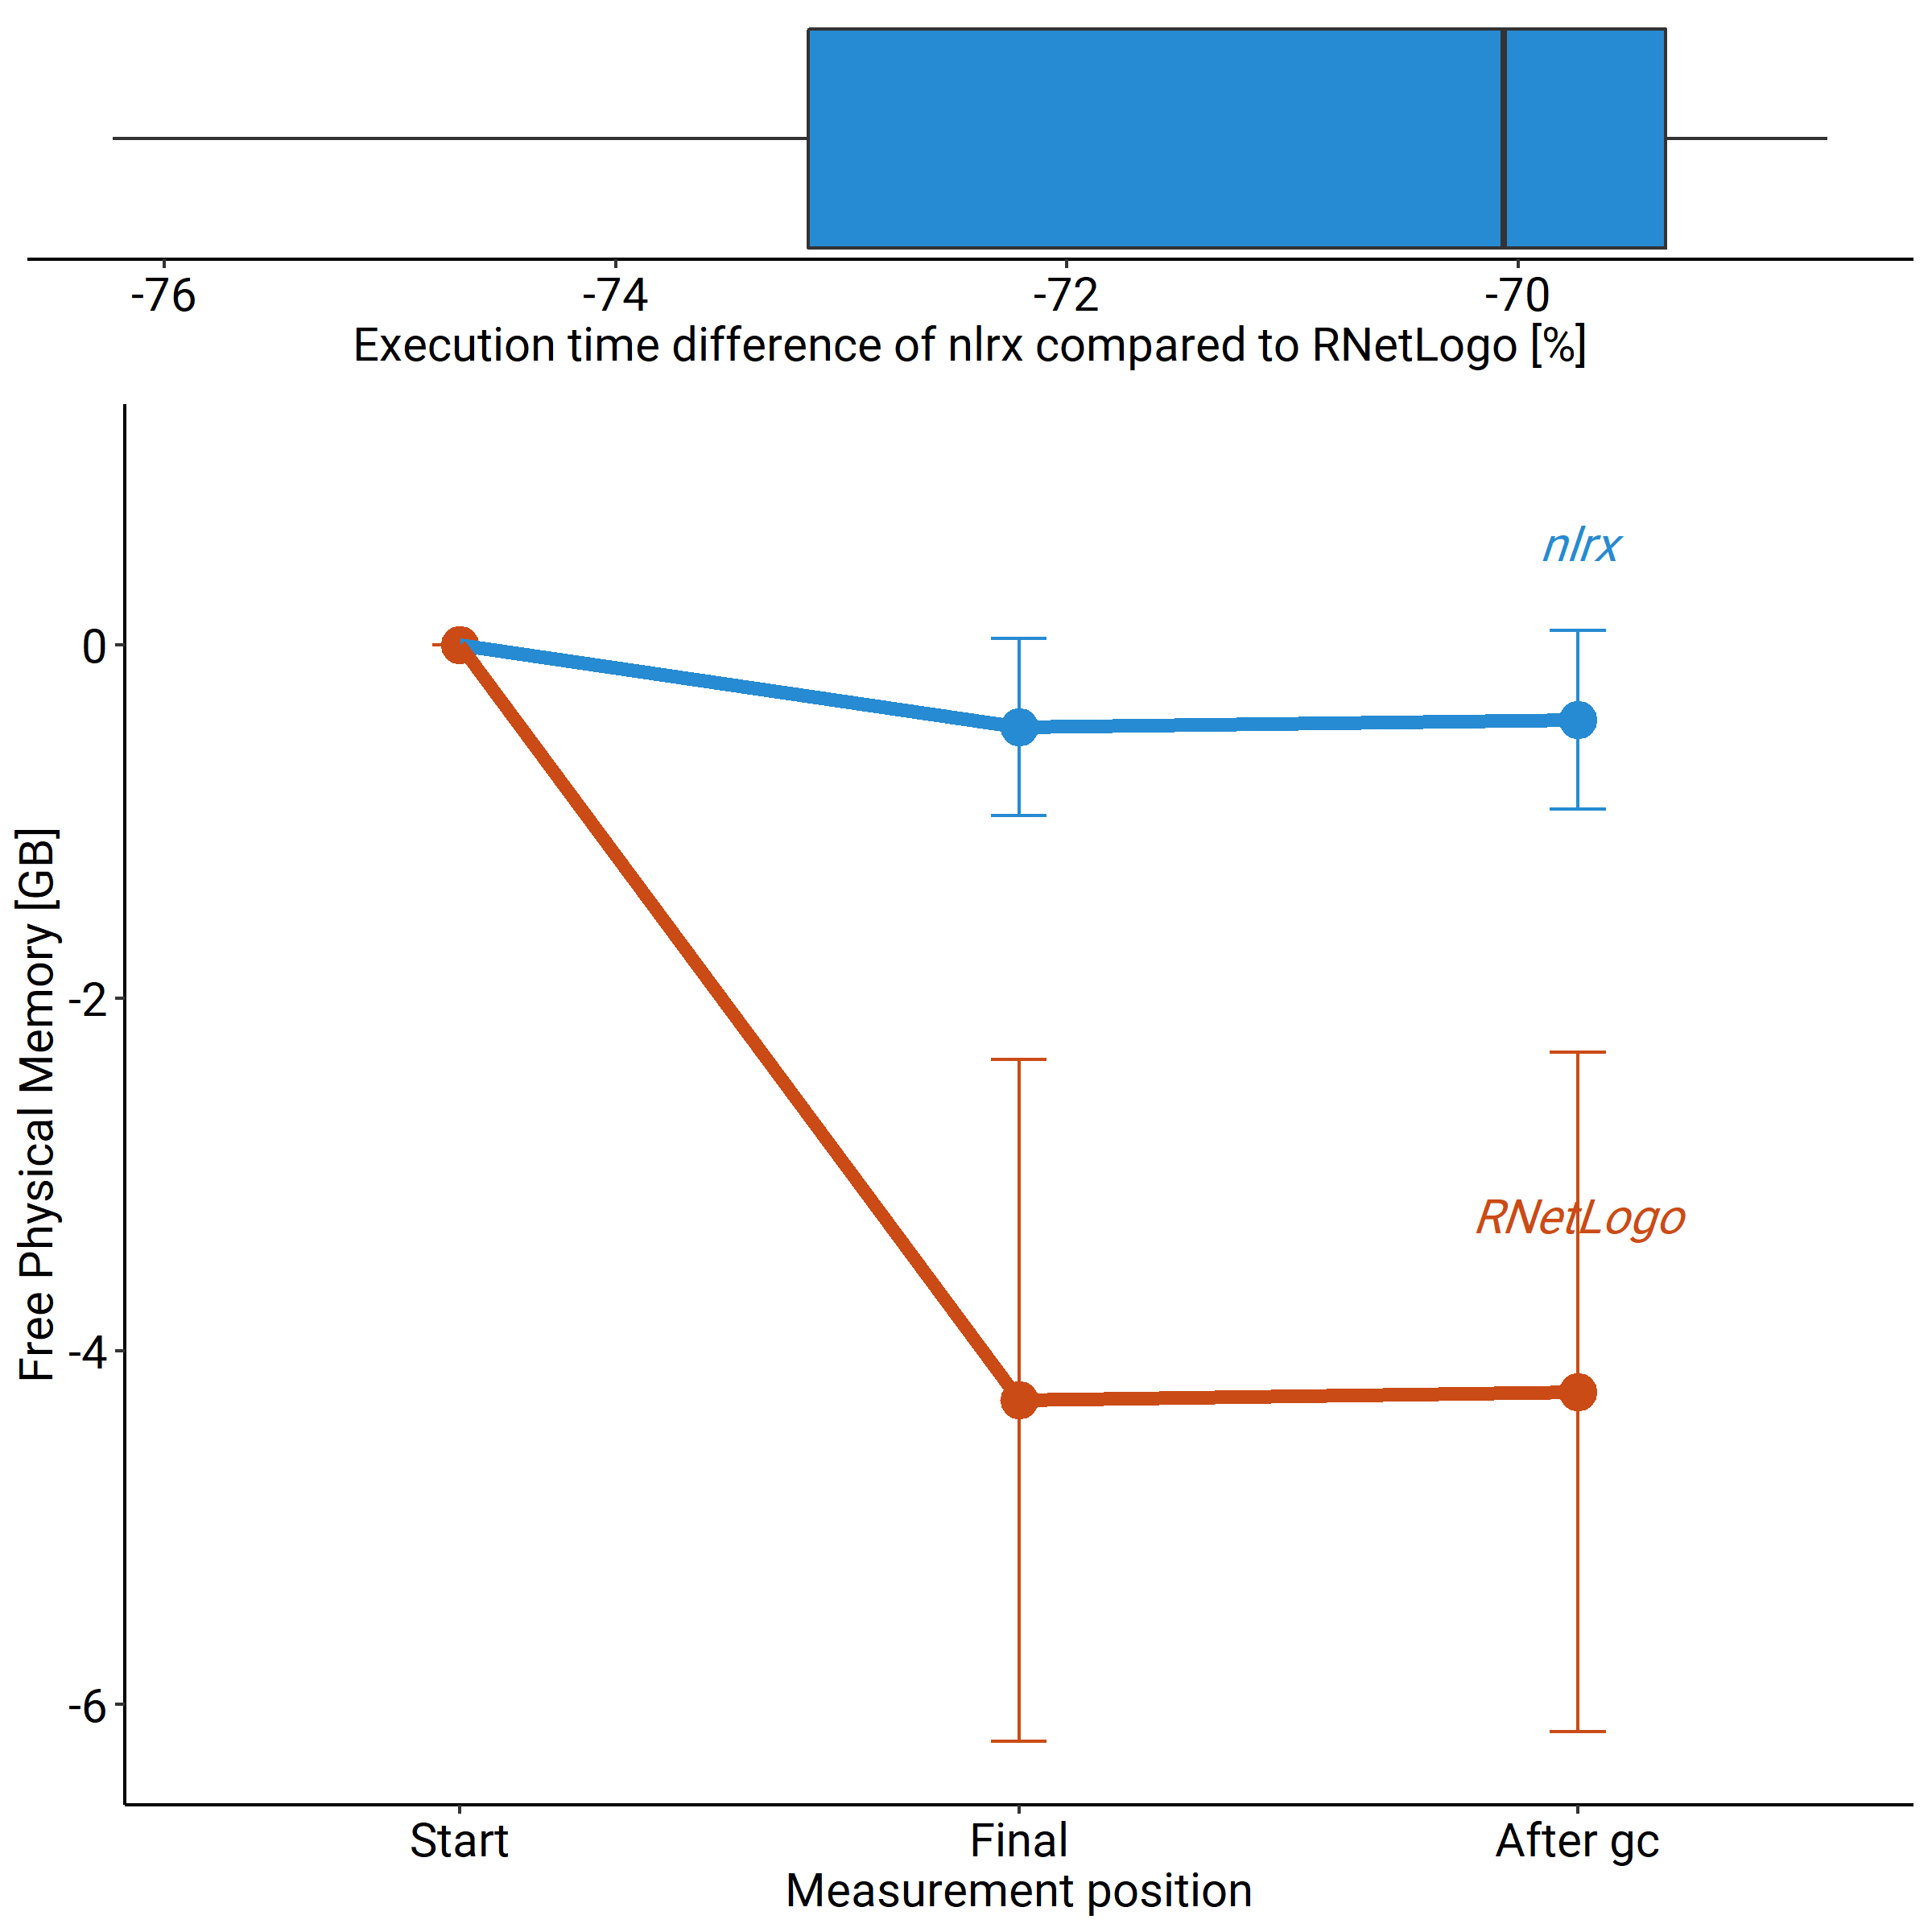 -76 -74 -72 -70
Execution time difference of nlrx compared to RNetLogo [%]
nlrx
0
-2
RNetLogo
-4
-6
Free Physical Memory [GB]
Start Final After gc
Measurement position